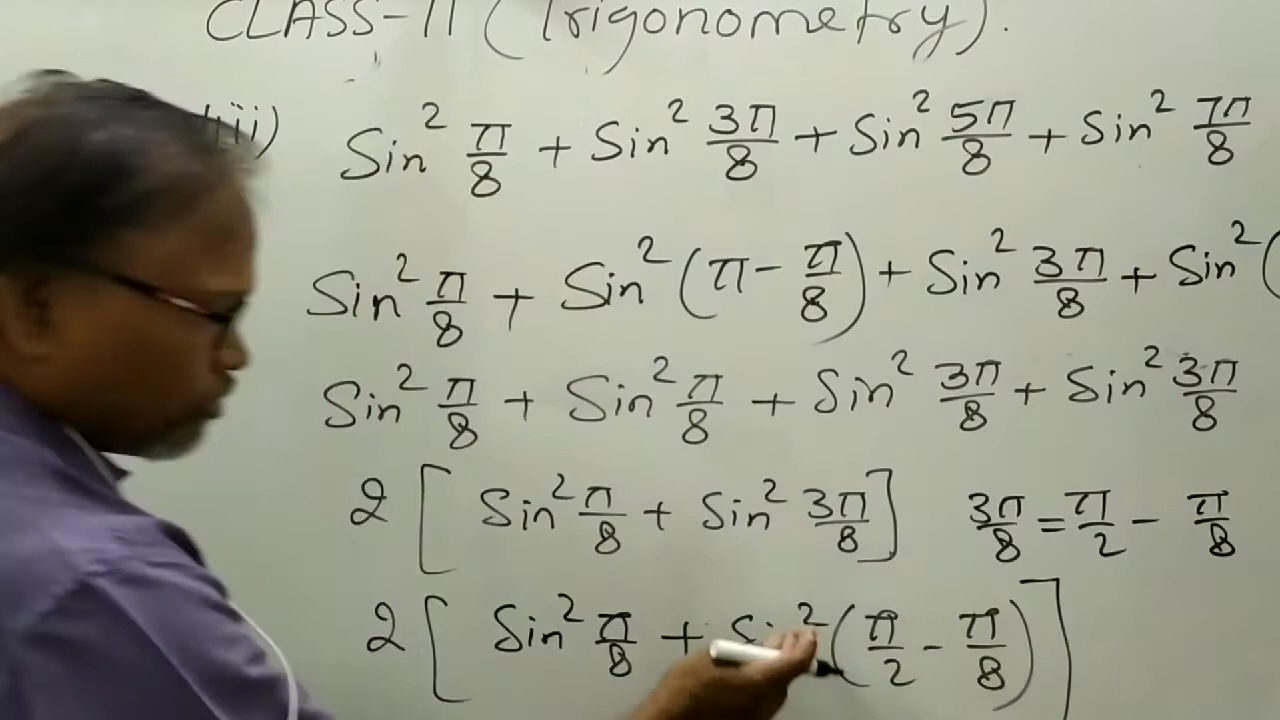 CLASS-11 (Trigonometry).
iii) Sin² π/8 + Sin² 3π/8 + Sin² 5π/8 + Sin² 7π/8
Sin² π/8 + Sin² (π - π/8) + Sin² 3π/8 + Sin² (
Sin² π/8 + Sin² π/8 + Sin² 3π/8 + Sin² 3π/8
2 [ Sin² π/8 + Sin² 3π/8 ] 3π/8 = π/2 - π/8
2 [ Sin² π/8 + Sin² (π/2 - π/8) ]